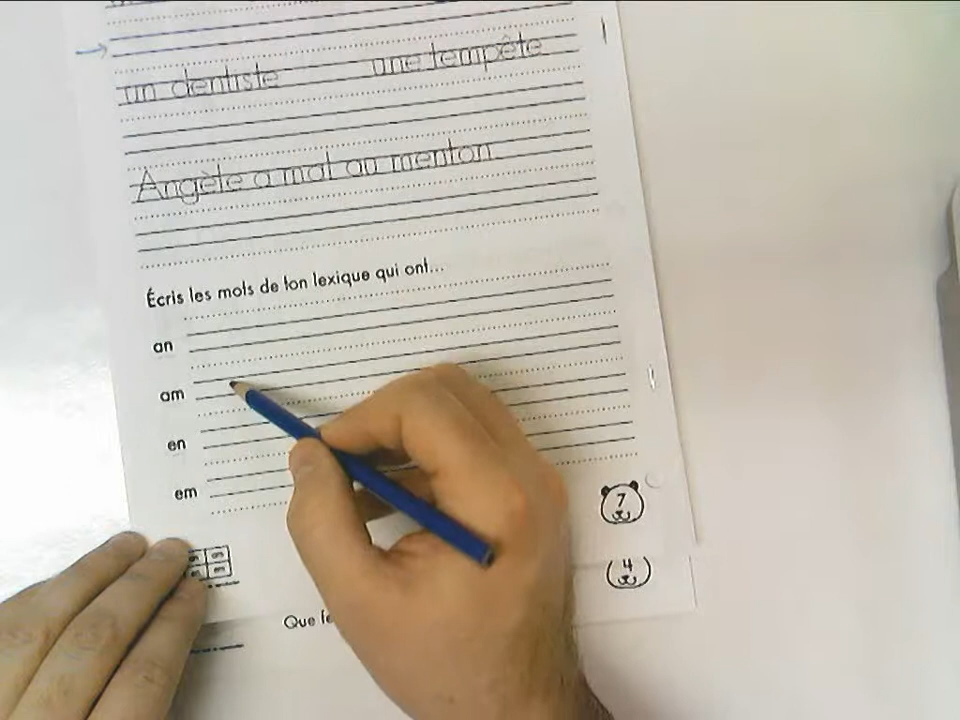 un dentiste une tempête
Angèle a mal au menton.
Écris les mots de ton lexique qui ont...
an
am
en
em
7
4
Que